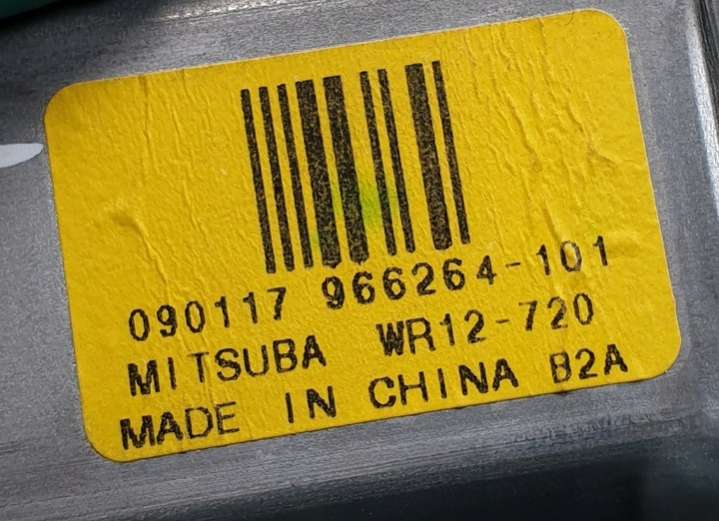 090117 966264-101
MITSUBA WR12-720
MADE IN CHINA B2A